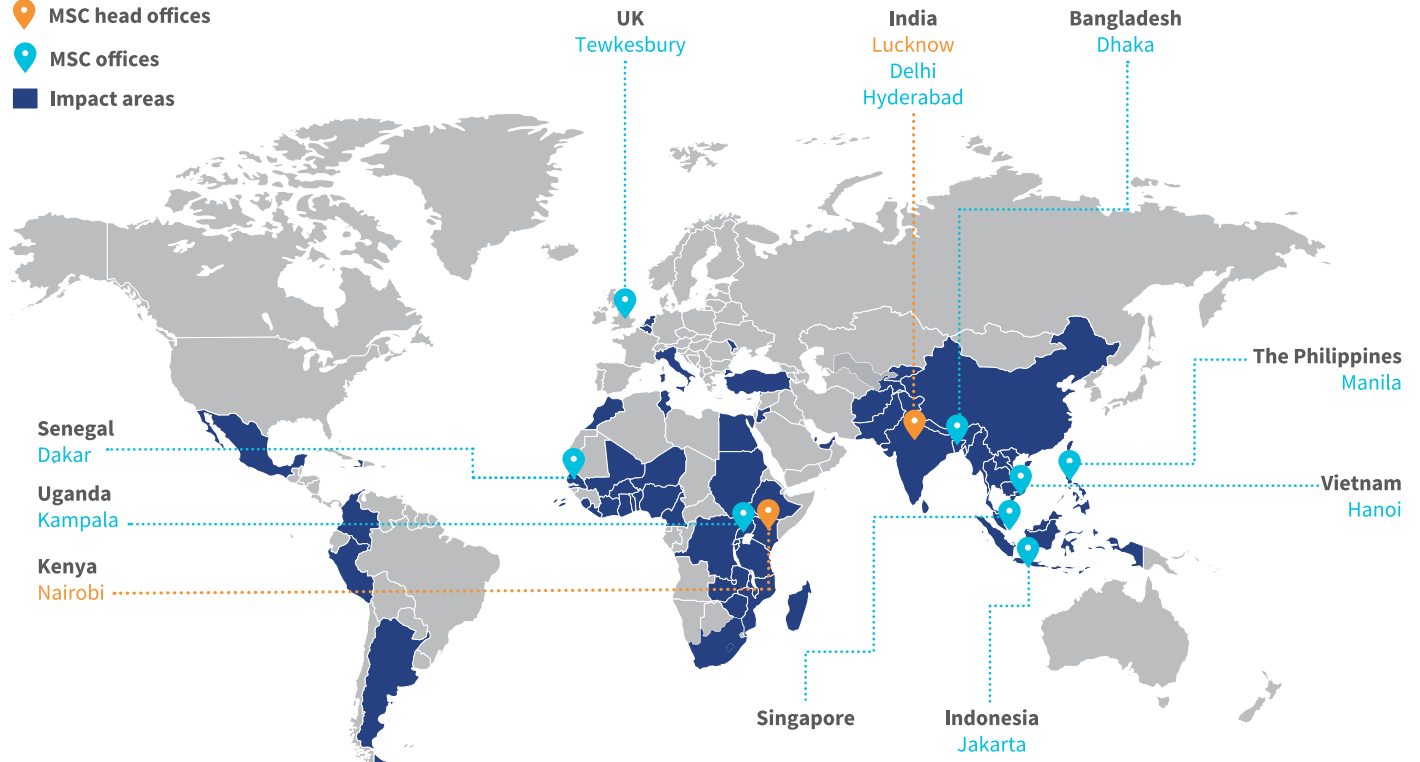 MSC head offices
MSC offices
Impact areas
UK
Tewkesbury
India
Lucknow
Delhi
Hyderabad
Bangladesh
Dhaka
The Philippines
Manila
Senegal
Dakar
Uganda
Kampala
Kenya
Nairobi
Vietnam
Hanoi
Singapore
Indonesia
Jakarta